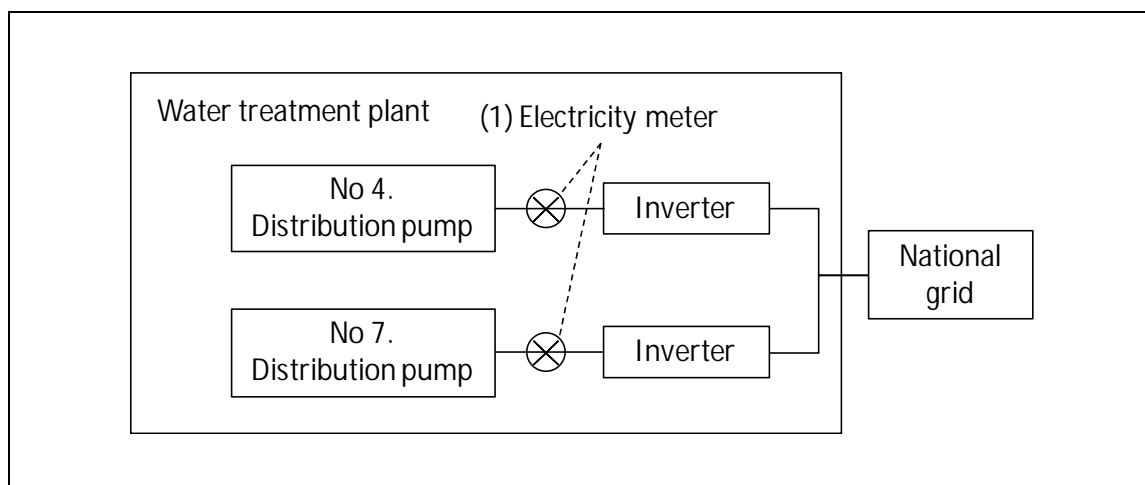 Water treatment plant
(1) Electricity meter
No 4.
Distribution pump
Inverter
National
grid
No 7.
Distribution pump
Inverter